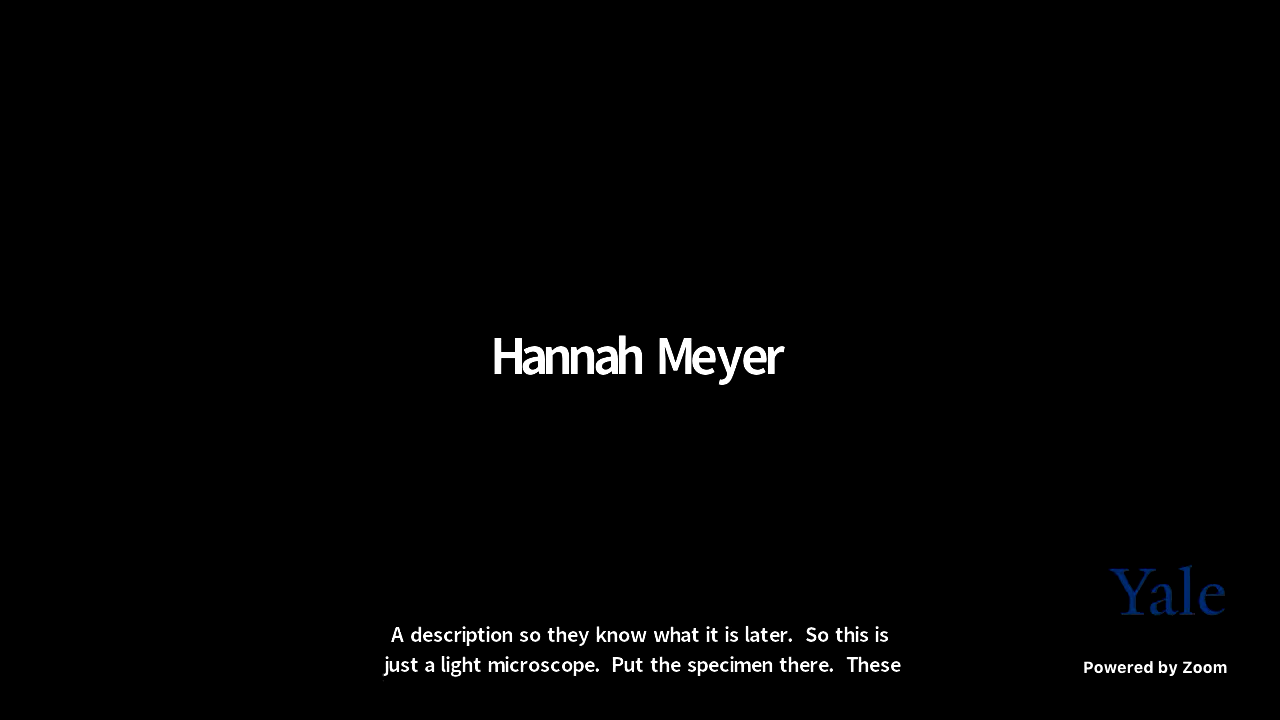 Hannah Meyer
Yale
A description so they know what it is later.  So this is
just a light microscope.  Put the specimen there.  These
Powered by Zoom